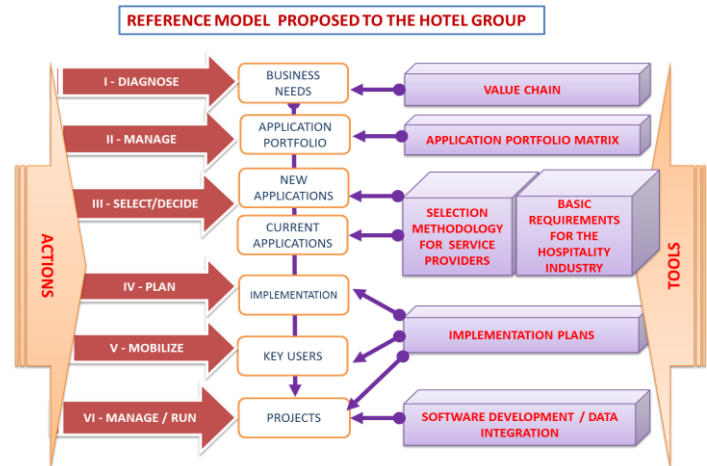 REFERENCE MODEL PROPOSED TO THE HOTEL GROUP
I - DIAGNOSE
BUSINESS
NEEDS
VALUE CHAIN
II - MANAGE
APPLICATION
PORTFOLIO
APPLICATION PORTFOLIO MATRIX
III - SELECT/DECIDE
NEW
APPLICATIONS
CURRENT
APPLICATIONS
SELECTION
METHODOLOGY
FOR SERVICE
PROVIDERS
BASIC
REQUIREMENTS
FOR THE
HOSPITALITY
INDUSTRY
ACTIONS
TOOLS
IV - PLAN
IMPLEMENTATION
IMPLEMENTATION PLANS
V - MOBILIZE
KEY USERS
VI - MANAGE / RUN
PROJECTS
SOFTWARE DEVELOPMENT / DATA
INTEGRATION